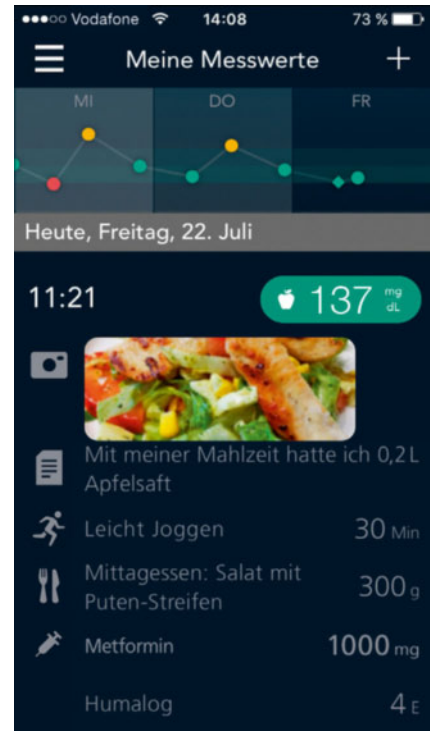 Vodafone 14:08 73 %
Meine Messwerte +
MI DO FR
Heute, Freitag, 22. Juli
11:21 137 mg dL
Mit meiner Mahlzeit hatte ich 0,2 L
Apfelsaft
Leicht Joggen 30 Min
Mittagessen: Salat mit
Puten-Streifen 300 g
Metformin 1000 mg
Humalog 4 E